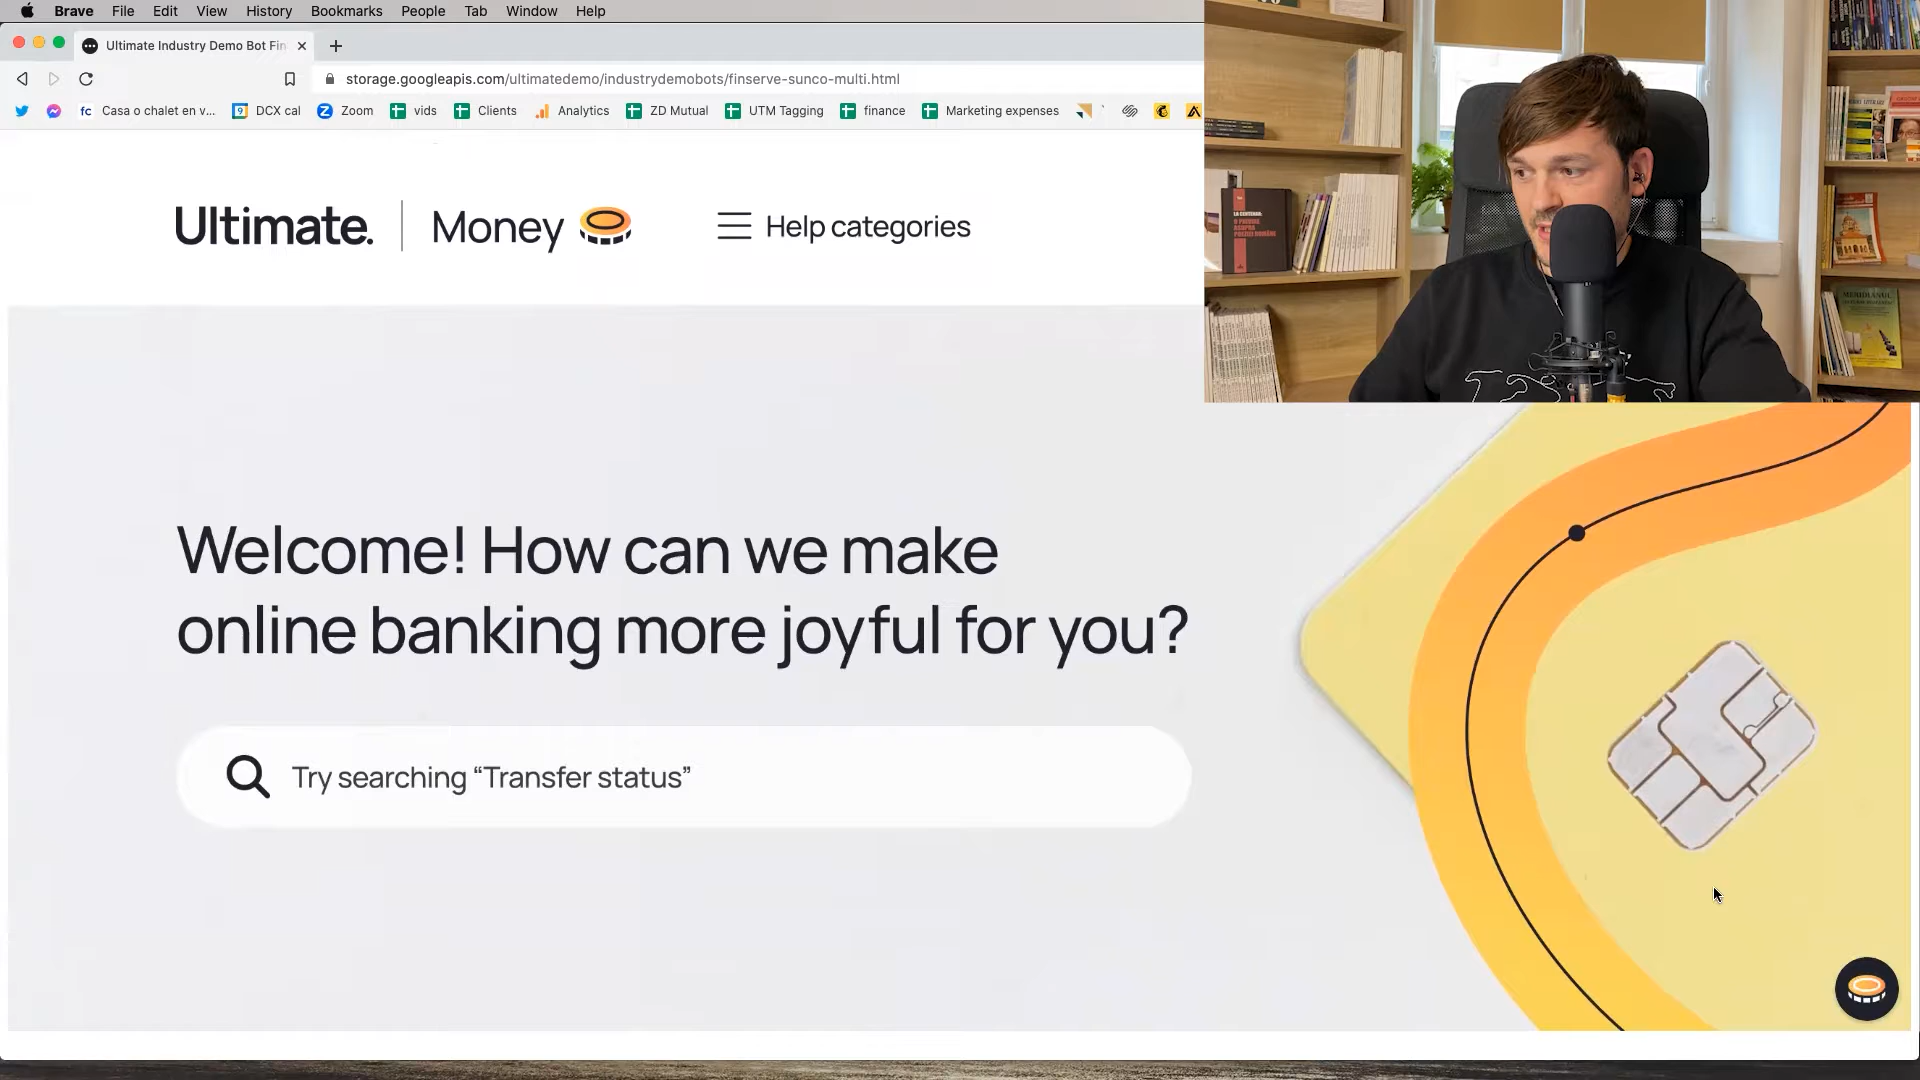 Brave File Edit View History Bookmarks People Tab Window Help
Ultimate Industry Demo Bot Fin
storage.googleapis.com/ultimatedemo/industrydemobots/finserve-sunco-multi.html
Casa o chalet en v... DCX cal Zoom vids Clients Analytics ZD Mutual UTM Tagging finance Marketing expenses
Ultimate. Money Help categories
Welcome! How can we make
online banking more joyful for you?
Try searching “Transfer status”